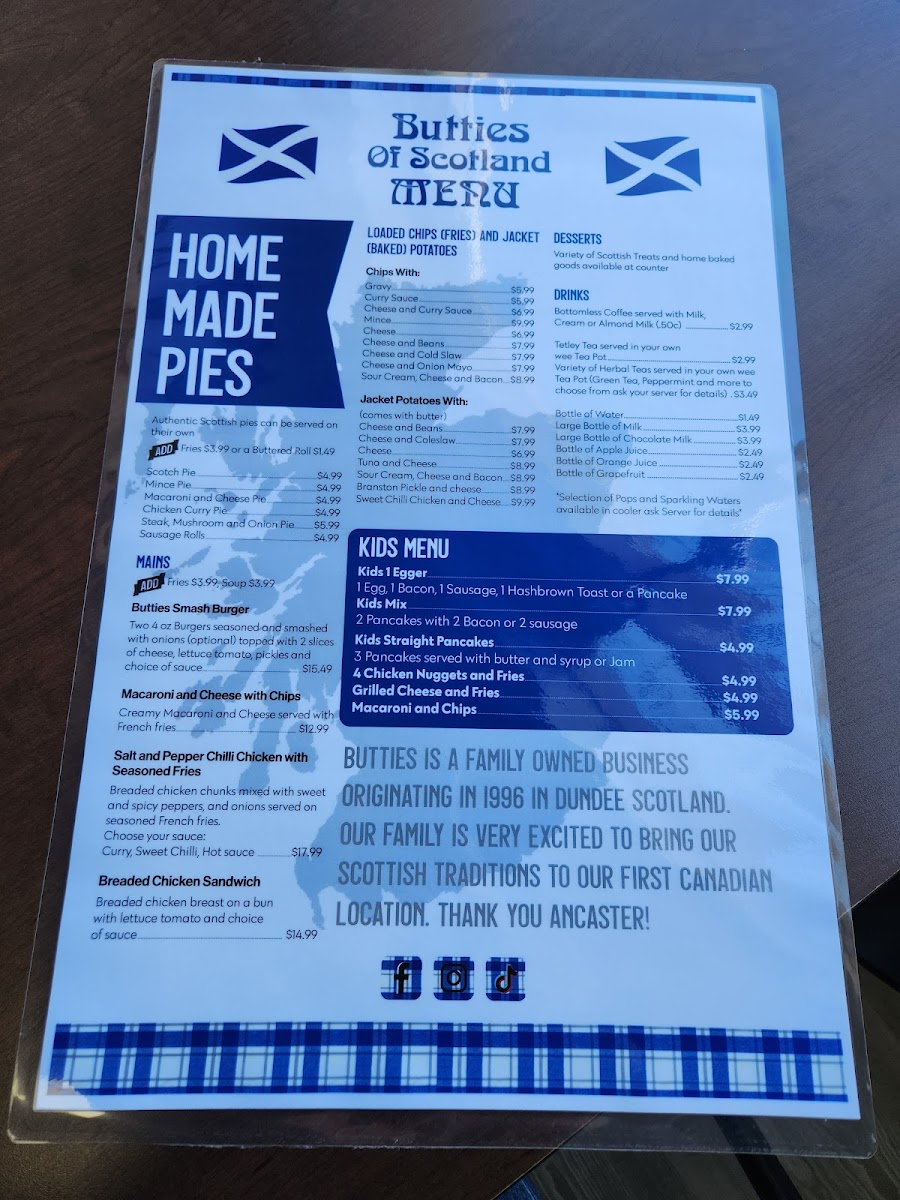 Butties
Of Scotland
MENU
HOME
MADE
PIES
Authentic Scottish pies can be served on
their own
ADD Fries $3.99 or a Buttered Roll $1.49
Scotch Pie $4.99
Mince Pie $4.99
Macaroni and Cheese Pie $4.99
Chicken Curry Pie $4.99
Steak, Mushroom and Onion Pie $5.99
Sausage Rolls $4.99
MAINS
ADD Fries $3.99, Soup $3.99
Butties Smash Burger
Two 4 oz Burgers seasoned and smashed
with onions (optional) topped with 2 slices
of cheese, lettuce tomato, pickles and
choice of sauce $15.49
Macaroni and Cheese with Chips
Creamy Macaroni and Cheese served with
French fries $12.99
Salt and Pepper Chilli Chicken with
Seasoned Fries
Breaded chicken chunks mixed with sweet
and spicy peppers, and onions served on
seasoned French fries.
Choose your sauce:
Curry, Sweet Chilli, Hot sauce $17.99
Breaded Chicken Sandwich
Breaded chicken breast on a bun
with lettuce tomato and choice
of sauce $14.99
LOADED CHIPS (FRIES) AND JACKET
(BAKED) POTATOES
Chips With:
Gravy $5.99
Curry Sauce $5.99
Cheese and Curry Sauce $6.99
Mince $9.99
Cheese $6.99
Cheese and Beans $7.99
Cheese and Cold Slaw $7.99
Cheese and Onion Mayo $7.99
Sour Cream, Cheese and Bacon $8.99
Jacket Potatoes With:
(comes with butter)
Cheese and Beans $7.99
Cheese and Coleslaw $7.99
Cheese $6.99
Tuna and Cheese $8.99
Sour Cream, Cheese and Bacon $8.99
Branston Pickle and cheese $8.99
Sweet Chilli Chicken and Cheese $9.99
DESSERTS
Variety of Scottish Treats and home baked
goods available at counter
DRINKS
Bottomless Coffee served with Milk,
Cream or Almond Milk (.50c) $2.99
Tetley Tea served in your own
wee Tea Pot $2.99
Variety of Herbal Teas served in your own wee
Tea Pot (Green Tea, Peppermint and more to
choose from ask your server for details) $3.49
Bottle of Water $1.49
Large Bottle of Milk $3.99
Large Bottle of Chocolate Milk $3.99
Bottle of Apple Juice $2.49
Bottle of Orange Juice $2.49
Bottle of Grapefruit $2.49
*Selection of Pops and Sparkling Waters
available in cooler ask Server for details*
KIDS MENU
Kids 1 Egger $7.99
1 Egg, 1 Bacon, 1 Sausage, 1 Hashbrown Toast or a Pancake
Kids Mix $7.99
2 Pancakes with 2 Bacon or 2 sausage
Kids Straight Pancakes $4.99
3 Pancakes served with butter and syrup or Jam
4 Chicken Nuggets and Fries $4.99
Grilled Cheese and Fries $4.99
Macaroni and Chips $5.99
BUTTIES IS A FAMILY OWNED BUSINESS
ORIGINATING IN 1996 IN DUNDEE SCOTLAND.
OUR FAMILY IS VERY EXCITED TO BRING OUR
SCOTTISH TRADITIONS TO OUR FIRST CANADIAN
LOCATION. THANK YOU ANCASTER!